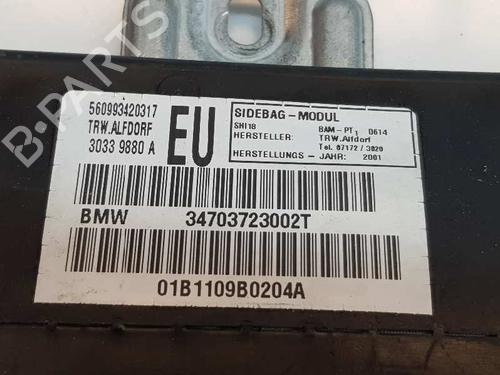 B-PARTS
560993420317
TRW.ALFDORF
3033 9880 A
EU
SIDEBAG-MODUL
SHI18 BAM-PT1 0614
HERSTELLER: TRW.Alfdorf
Tel. 07172 / 3020
HERSTELLUNGS - JAHR: 2001
BMW 34703723002T
01B1109B0204A